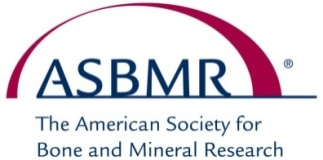 ASBMR ®
The American Society for
Bone and Mineral Research